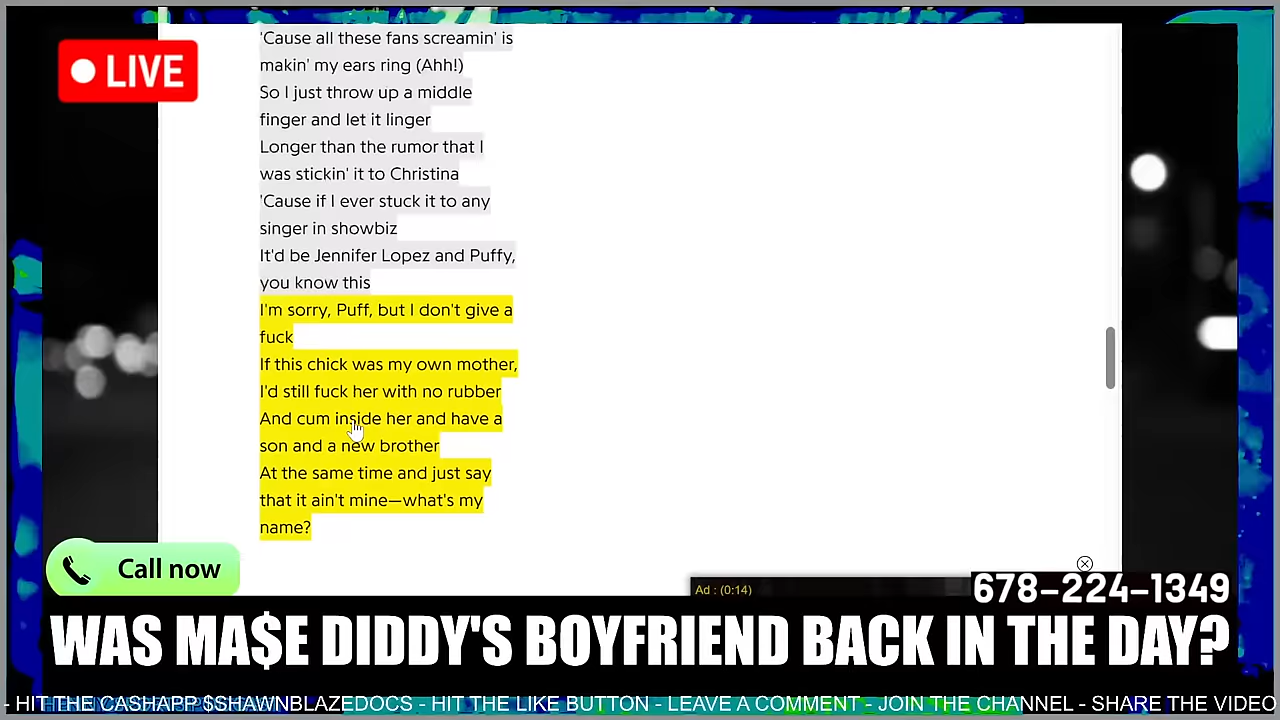 'Cause all these fans screamin' is
makin' my ears ring (Ahh!)
So I just throw up a middle
finger and let it linger
Longer than the rumor that I
was stickin' it to Christina
'Cause if I ever stuck it to any
singer in showbiz
It'd be Jennifer Lopez and Puffy,
you know this
I'm sorry, Puff, but I don't give a
fuck
If this chick was my own mother,
I'd still fuck her with no rubber
And cum inside her and have a
son and a new brother
At the same time and just say
that it ain't mine—what's my
name?
LIVE
Call now
Ad : (0:14)
678-224-1349
WAS MA$E DIDDY'S BOYFRIEND BACK IN THE DAY?
- HIT THE CASHAPP $SHAWNBLAZEDOCS - HIT THE LIKE BUTTON - LEAVE A COMMENT - JOIN THE CHANNEL - SHARE THE VIDEO